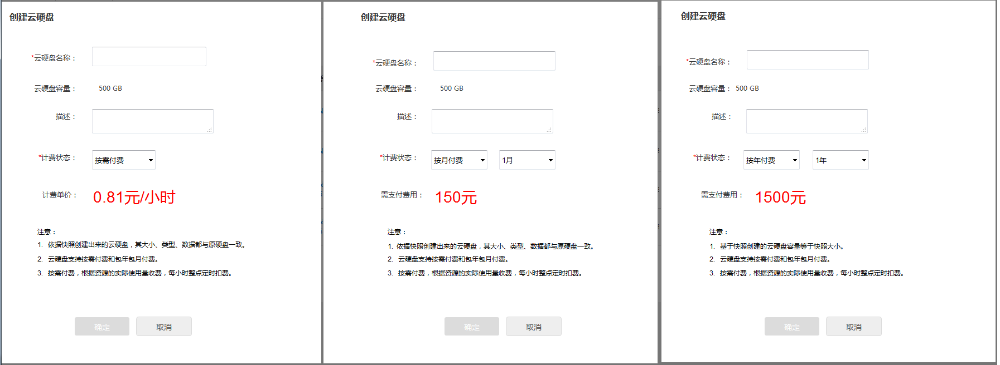 创建云硬盘
*云硬盘名称：
云硬盘容量： 500 GB
描述：
*计费状态： 按需付费
计费单价： 0.81元/小时
注意：
1. 依据快照创建出来的云硬盘，其大小、类型、数据都与原硬盘一致。
2. 云硬盘支持按需付费和包年包月付费。
3. 按需付费，根据资源的实际使用量收费，每小时整点定时扣费。
确定 取消
创建云硬盘
*云硬盘名称：
云硬盘容量： 500 GB
描述：
*计费状态： 按月付费 1月
需支付费用： 150元
注意：
1. 依据快照创建出来的云硬盘，其大小、类型、数据都与原硬盘一致。
2. 云硬盘支持按需付费和包年包月付费。
3. 按需付费，根据资源的实际使用量收费，每小时整点定时扣费。
确定 取消
创建云硬盘
*云硬盘名称：
云硬盘容量： 500 GB
描述：
*计费状态： 按年付费 1年
需支付费用： 1500元
注意：
1. 基于快照创建的云硬盘容量等于快照大小。
2. 云硬盘支持按需付费和包年包月付费。
3. 按需付费，根据资源的实际使用量收费，每小时整点定时扣费。
确定 取消